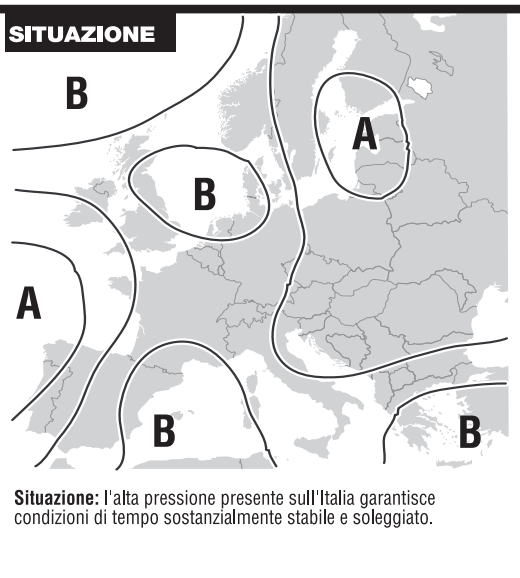 SITUAZIONE
B
A
B
A
B
B
Situazione: l'alta pressione presente sull'Italia garantisce
condizioni di tempo sostanzialmente stabile e soleggiato.